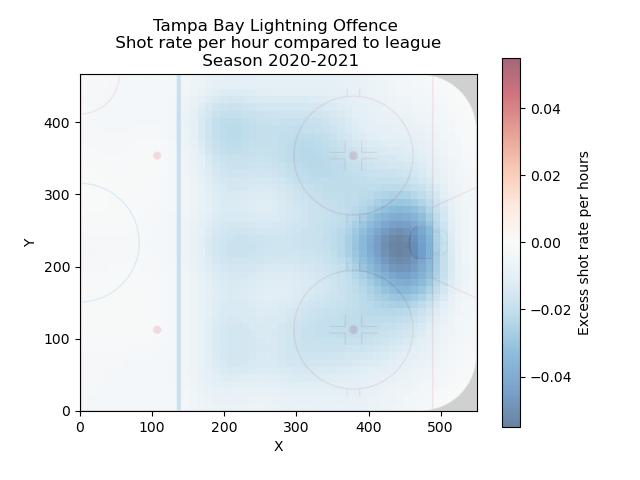 Tampa Bay Lightning Offence
Shot rate per hour compared to league
Season 2020-2021
400
300
200
100
0
Y
0 100 200 300 400 500
X
0.04
0.02
0.00
−0.02
−0.04
Excess shot rate per hours